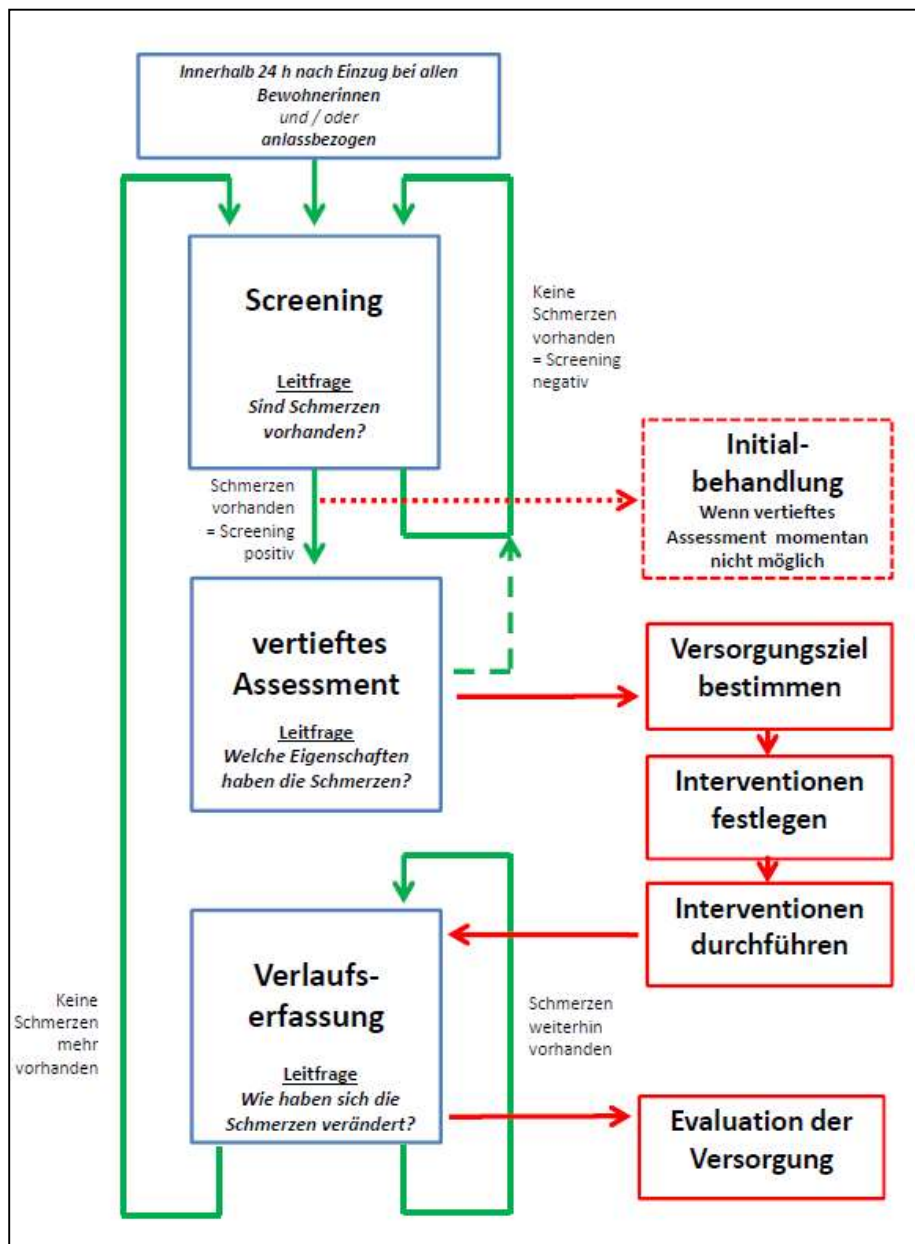 Innerhalb 24 h nach Einzug bei allen
Bewohnerinnen
und / oder
anlassbezogen
Screening
Leitfrage
Sind Schmerzen
vorhanden?
Keine
Schmerzen
vorhanden
= Screening
negativ
Schmerzen
vorhanden
= Screening
positiv
Initial-
behandlung
Wenn vertieftes
Assessment momentan
nicht möglich
vertieftes
Assessment
Leitfrage
Welche Eigenschaften
haben die Schmerzen?
Versorgungsziel
bestimmen
Interventionen
festlegen
Interventionen
durchführen
Verlaufs-
erfassung
Leitfrage
Wie haben sich die
Schmerzen verändert?
Keine
Schmerzen
mehr
vorhanden
Schmerzen
weiterhin
vorhanden
Evaluation der
Versorgung